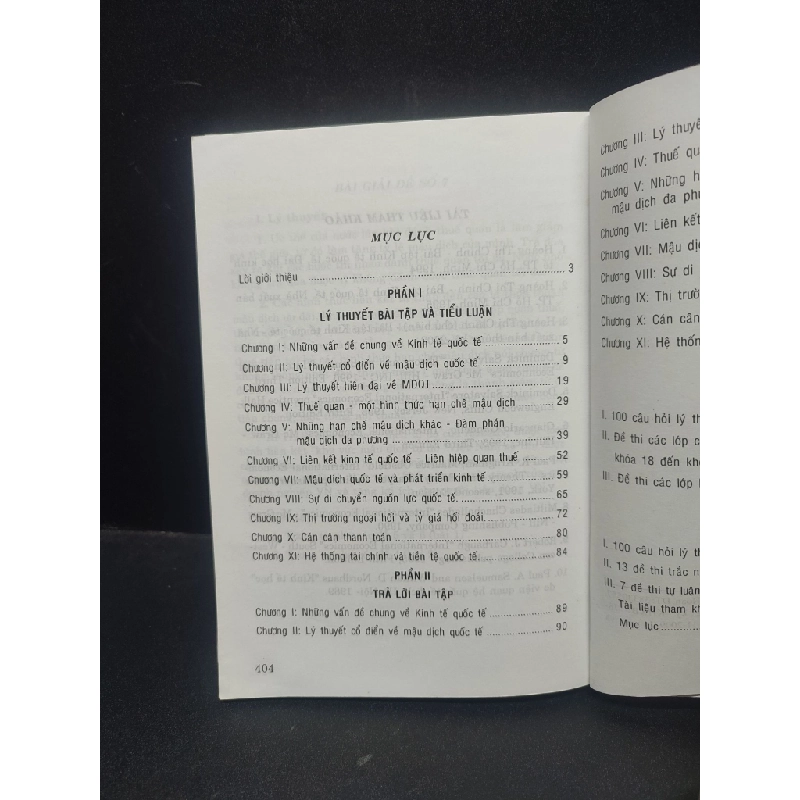 MỤC LỤC
Lời giới thiệu ........ 3
PHẦN I
LÝ THUYẾT BÀI TẬP VÀ TIỂU LUẬN
Chương I: Những vấn đề chung về Kinh tế quốc tế ........ 5
Chương II: Lý thuyết cổ điển về mậu dịch quốc tế ........ 9
Chương III: Lý thuyết hiện đại về MDQT ........ 19
Chương IV: Thuế quan - một hình thức hạn chế mậu dịch ........ 29
Chương V: Những hạn chế mậu dịch khác - Đàm phán
mậu dịch đa phương ........ 39
Chương VI: Liên kết kinh tế quốc tế - Liên hiệp quan thuế ........ 52
Chương VII: Mậu dịch quốc tế và phát triển kinh tế ........ 59
Chương VIII: Sự di chuyển nguồn lực quốc tế ........ 65
Chương IX: Thị trường ngoại hối và tỷ giá hối đoái ........ 72
Chương X: Cán cân thanh toán ........ 80
Chương XI: Hệ thống tài chính và tiền tệ quốc tế ........ 84
PHẦN II
TRẢ LỜI BÀI TẬP
Chương I: Những vấn đề chung về Kinh tế quốc tế ........ 89
Chương II: Lý thuyết cổ điển về mậu dịch quốc tế ........ 90
404
Chương III: Lý thuyế
Chương IV: Thuế qu
Chương V: Những hạ
mậu dịch đa phư
Chương VI: Liên kết
Chương VII: Mậu dịc
Chương VIII: Sự di
Chương IX: Thị trườ
Chương X: Cán cân
Chương XI: Hệ thốn
I. 100 câu hỏi lý th
II. Đề thi các lớp c
khóa 18 đến khó
III. Đề thi các lớp
I. 100 câu hỏi lý th
II. 13 đề thi trắc n
III. 7 đề thi tự luận
Tài liệu tham kh
Mục lục ........